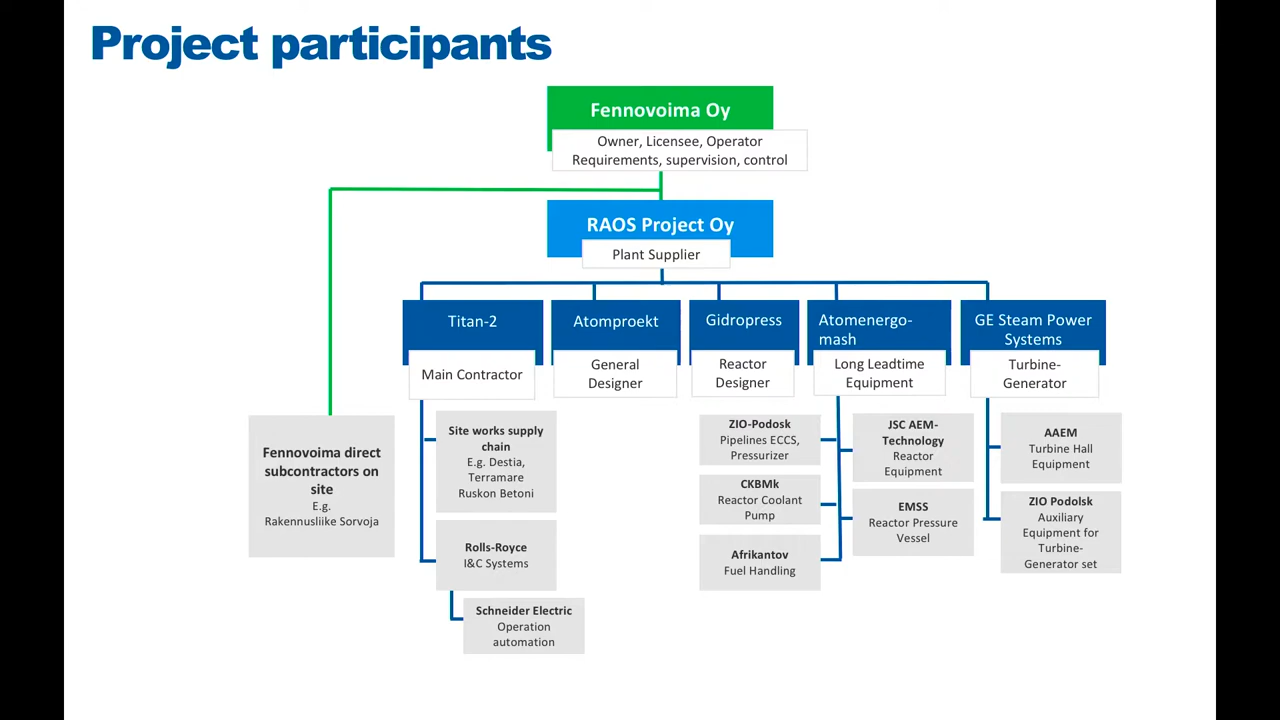 Project participants
Fennovoima Oy
Owner, Licensee, Operator
Requirements, supervision, control
RAOS Project Oy
Plant Supplier
Titan-2
Main Contractor
Atomproekt
General
Designer
Gidropress
Reactor
Designer
Atomenergo-
mash
Long Leadtime
Equipment
GE Steam Power
Systems
Turbine-
Generator
Fennovoima direct
subcontractors on
site
E.g.
Rakennusliike Sorvoja
Site works supply
chain
E.g. Destia,
Terramare
Ruskon Betoni
Rolls-Royce
I&C Systems
Schneider Electric
Operation
automation
ZIO-Podosk
Pipelines ECCS,
Pressurizer
CKBMk
Reactor Coolant
Pump
Afrikantov
Fuel Handling
JSC AEM-
Technology
Reactor
Equipment
EMSS
Reactor Pressure
Vessel
AAEM
Turbine Hall
Equipment
ZIO Podolsk
Auxiliary
Equipment for
Turbine-
Generator set